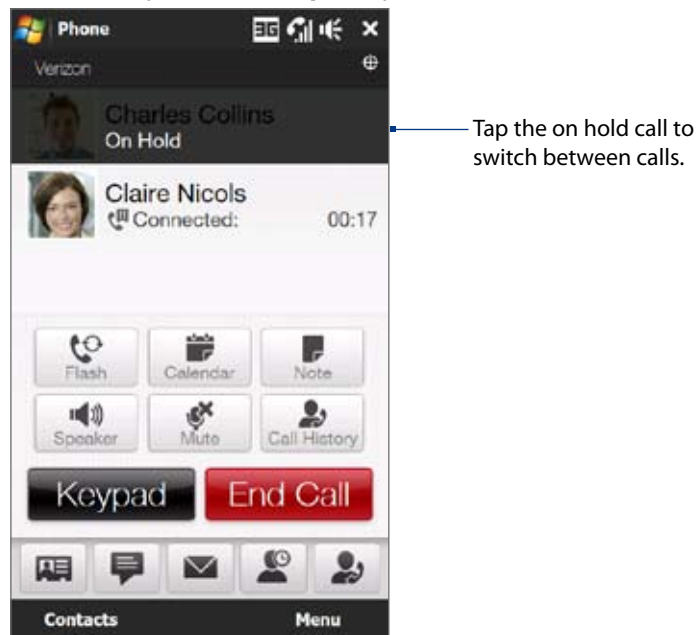 Phone
Verizon
Charles Collins
On Hold
Tap the on hold call to
switch between calls.
Claire Nicols
Connected: 00:17
Flash Calendar Note
Speaker Mute Call History
Keypad End Call
Contacts Menu